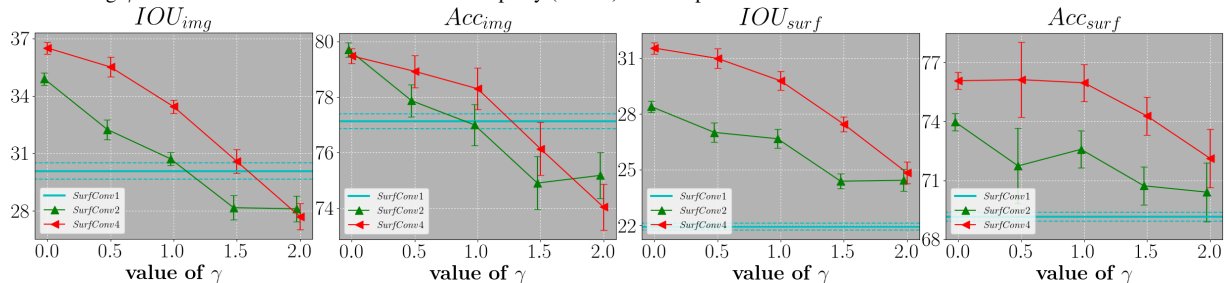 IOU_img
37
34
30
28
SurfConv1
SurfConv2
SurfConv4
0.0 0.5 1.0 1.5 2.0
value of γ
Acc_img
80
78
76
74
SurfConv1
SurfConv2
SurfConv4
0.0 0.5 1.0 1.5 2.0
value of γ
IOU_surf
31
28
25
22
SurfConv1
SurfConv2
SurfConv4
0.0 0.5 1.0 1.5 2.0
value of γ
Acc_surf
77
74
71
68
SurfConv1
SurfConv2
SurfConv4
0.0 0.5 1.0 1.5 2.0
value of γ